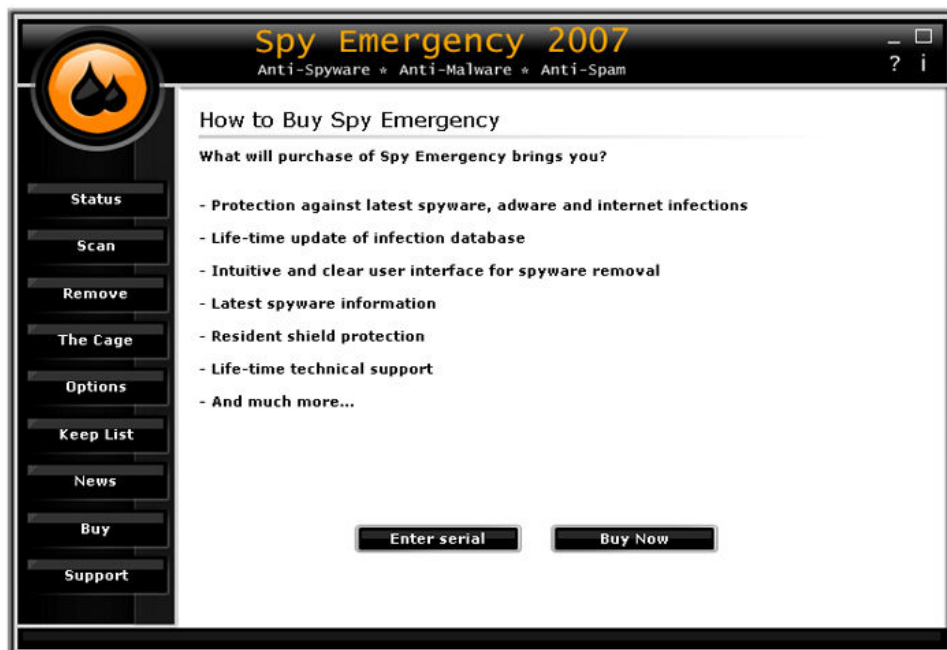 Spy Emergency 2007
Anti-Spyware * Anti-Malware * Anti-Spam
? i
How to Buy Spy Emergency
What will purchase of Spy Emergency brings you?
- Protection against latest spyware, adware and internet infections
- Life-time update of infection database
- Intuitive and clear user interface for spyware removal
- Latest spyware information
- Resident shield protection
- Life-time technical support
- And much more...
Status
Scan
Remove
The Cage
Options
Keep List
News
Buy
Support
Enter serial
Buy Now